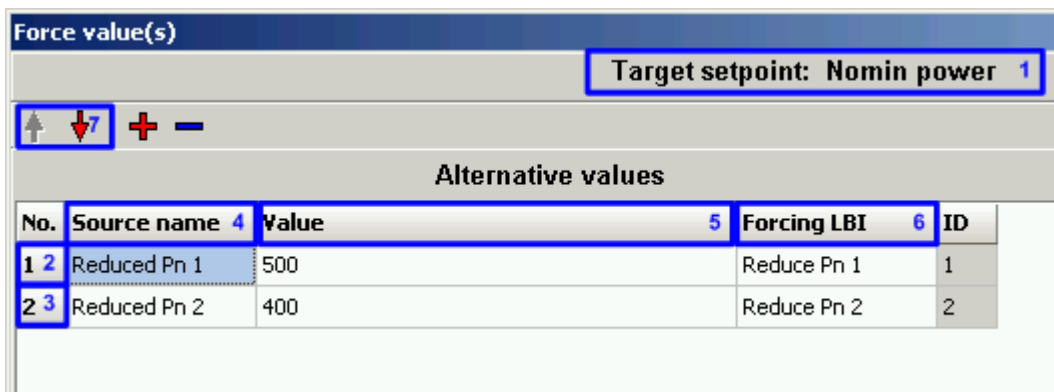 Force value(s)
Target setpoint: Nomin power 1
7
Alternative values
No. Source name 4 Value 5 Forcing LBI 6 ID
1 2 Reduced Pn 1 500 Reduce Pn 1 1
2 3 Reduced Pn 2 400 Reduce Pn 2 2